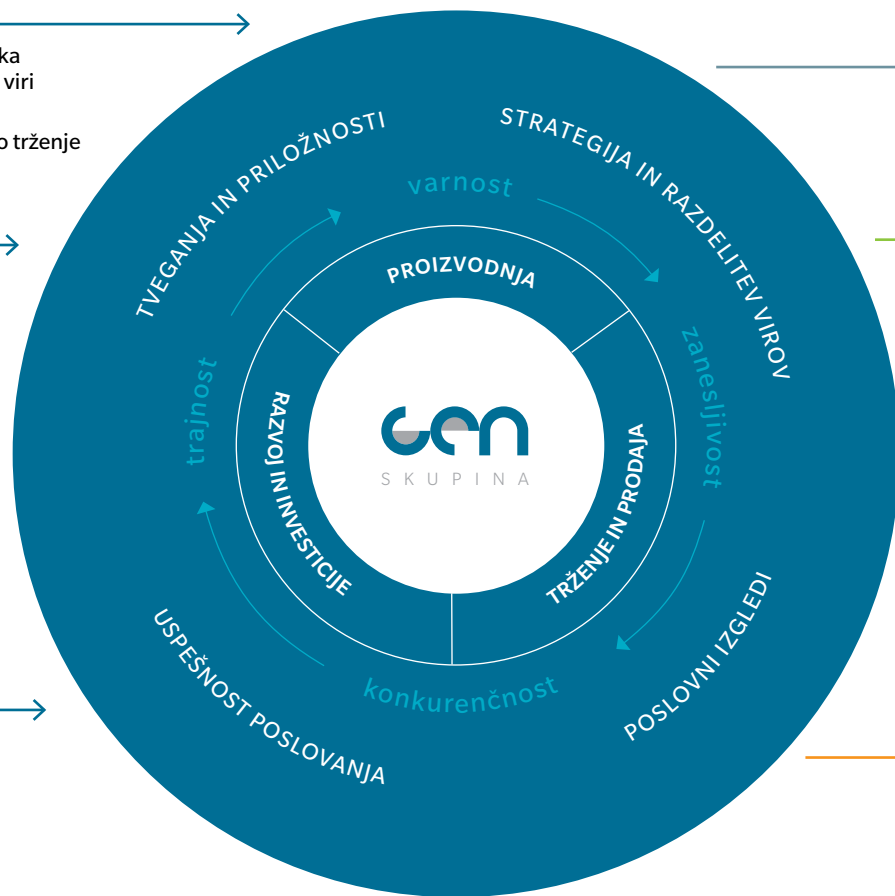 ka
viri
o trženje
TVEGANJA IN PRILOŽNOSTI
STRATEGIJA IN RAZDELITEV VIROV
varnost
PROIZVODNJA
zanesljivost
trajnost
RAZVOJ IN INVESTICIJE
TRŽENJE IN PRODAJA
gen
SKUPINA
konkurenčnost
USPEŠNOST POSLOVANJA
POSLOVNI IZGLEDI